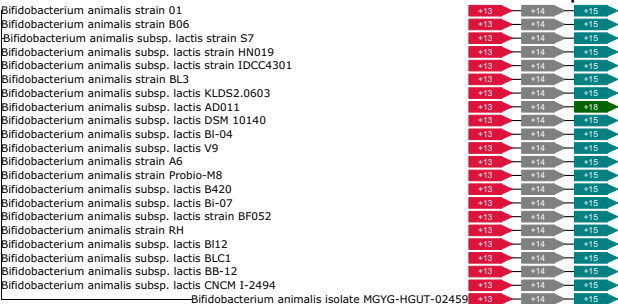 Bifidobacterium animalis strain 01 +13 +14 +15
Bifidobacterium animalis strain B06 +13 +14 +15
Bifidobacterium animalis subsp. lactis strain S7 +13 +14 +15
Bifidobacterium animalis subsp. lactis strain HN019 +13 +14 +15
Bifidobacterium animalis subsp. lactis strain IDCC4301 +13 +14 +15
Bifidobacterium animalis strain BL3 +13 +14 +15
Bifidobacterium animalis subsp. lactis KLDS2.0603 +13 +14 +15
Bifidobacterium animalis subsp. lactis AD011 +13 +14 +18
Bifidobacterium animalis subsp. lactis DSM 10140 +13 +14 +15
Bifidobacterium animalis subsp. lactis Bl-04 +13 +14 +15
Bifidobacterium animalis subsp. lactis V9 +13 +14 +15
Bifidobacterium animalis strain A6 +13 +14 +15
Bifidobacterium animalis strain Probio-M8 +13 +14 +15
Bifidobacterium animalis subsp. lactis B420 +13 +14 +15
Bifidobacterium animalis subsp. lactis Bi-07 +13 +14 +15
Bifidobacterium animalis subsp. lactis strain BF052 +13 +14 +15
Bifidobacterium animalis strain RH +13 +14 +15
Bifidobacterium animalis subsp. lactis Bl12 +13 +14 +15
Bifidobacterium animalis subsp. lactis BLC1 +13 +14 +15
Bifidobacterium animalis subsp. lactis BB-12 +13 +14 +15
Bifidobacterium animalis subsp. lactis CNCM I-2494 +13 +14 +15
Bifidobacterium animalis isolate MGYG-HGUT-02459 +13 +14 +15